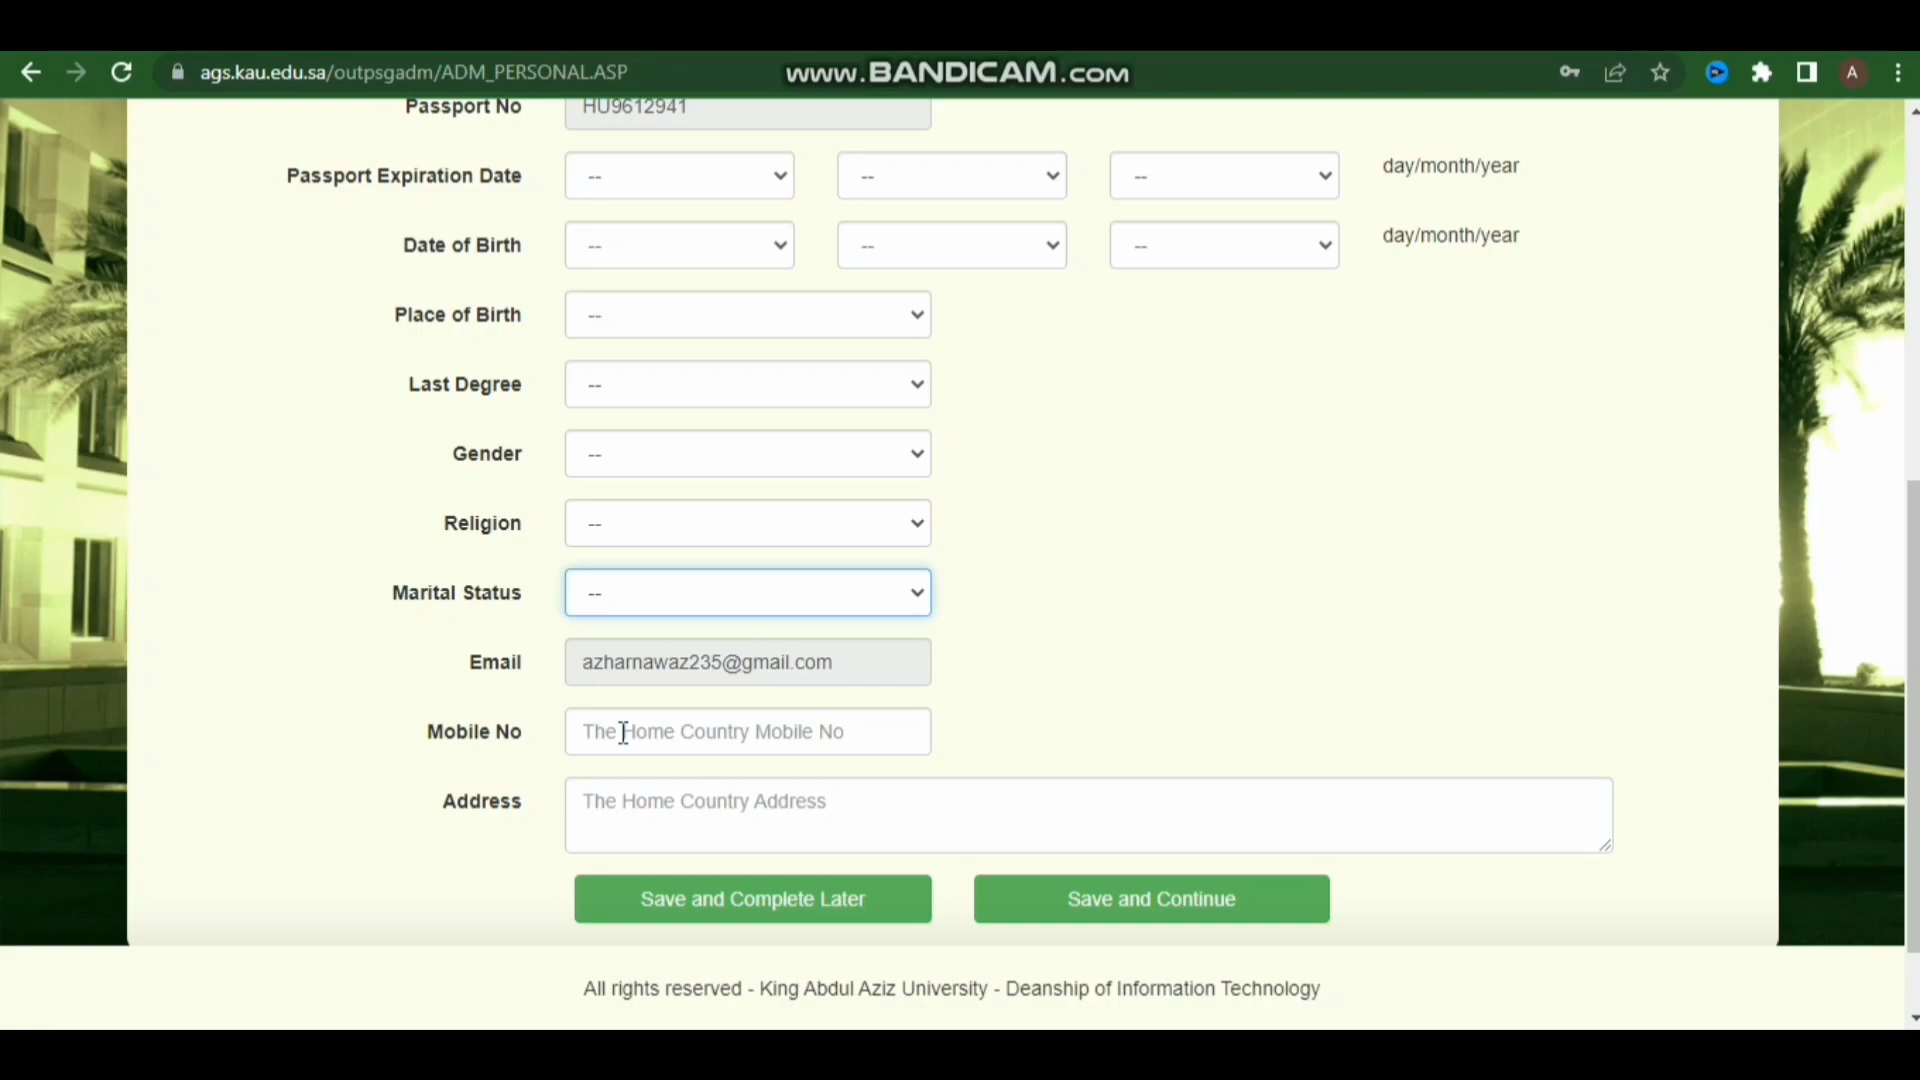 ags.kau.edu.sa/outpsgadm/ADM_PERSONAL.ASP
www.BANDICAM.com
A
Passport No HU9612941
Passport Expiration Date -- -- -- day/month/year
Date of Birth -- -- -- day/month/year
Place of Birth --
Last Degree --
Gender --
Religion --
Marital Status --
Email azharnawaz235@gmail.com
Mobile No The Home Country Mobile No
Address The Home Country Address
Save and Complete Later Save and Continue
All rights reserved - King Abdul Aziz University - Deanship of Information Technology